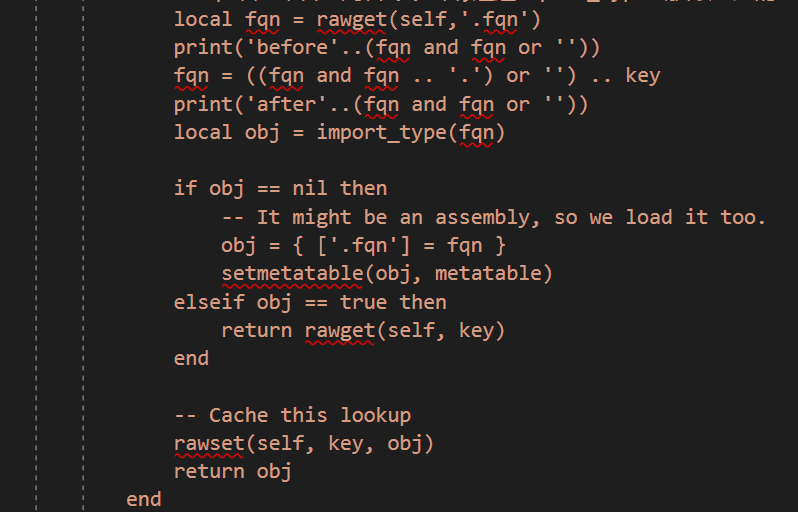 local fqn = rawget(self,'.fqn')
print('before'..(fqn and fqn or ''))
fqn = ((fqn and fqn .. '.') or '') .. key
print('after'..(fqn and fqn or ''))
local obj = import_type(fqn)
if obj == nil then
-- It might be an assembly, so we load it too.
obj = { ['.fqn'] = fqn }
setmetatable(obj, metatable)
elseif obj == true then
return rawget(self, key)
end
-- Cache this lookup
rawset(self, key, obj)
return obj
end